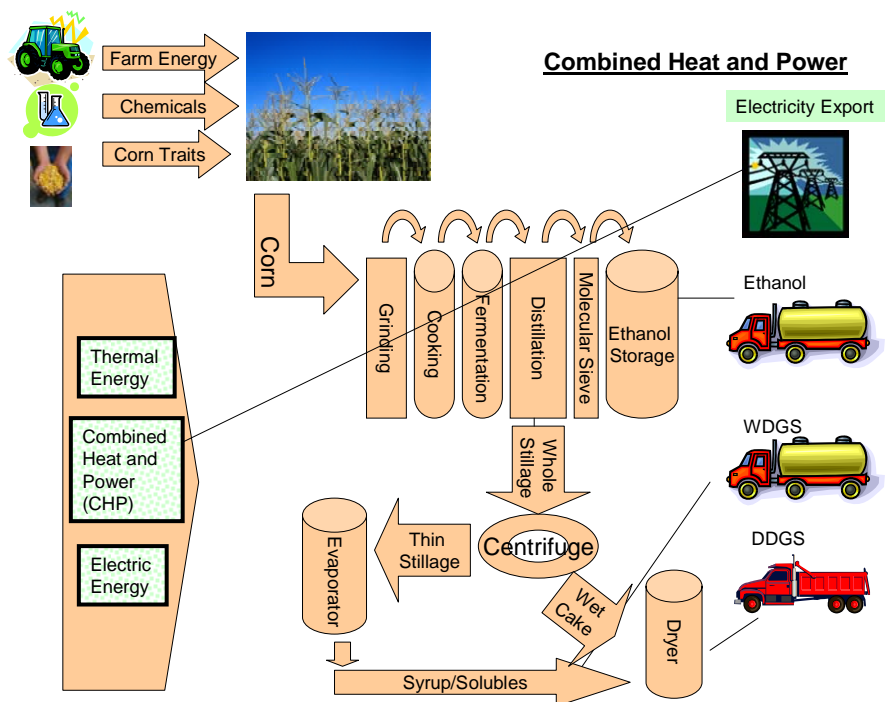 Combined Heat and Power
Farm Energy
Chemicals
Corn Traits
Electricity Export
Corn
Grinding
Cooking
Fermentation
Distillation
Molecular Sieve
Ethanol
Storage
Ethanol
Thermal
Energy
Combined
Heat and
Power
(CHP)
Electric
Energy
Whole
Stillage
WDGS
Centrifuge
Thin
Stillage
Evaporator
Wet
Cake
DDGS
Dryer
Syrup/Solubles